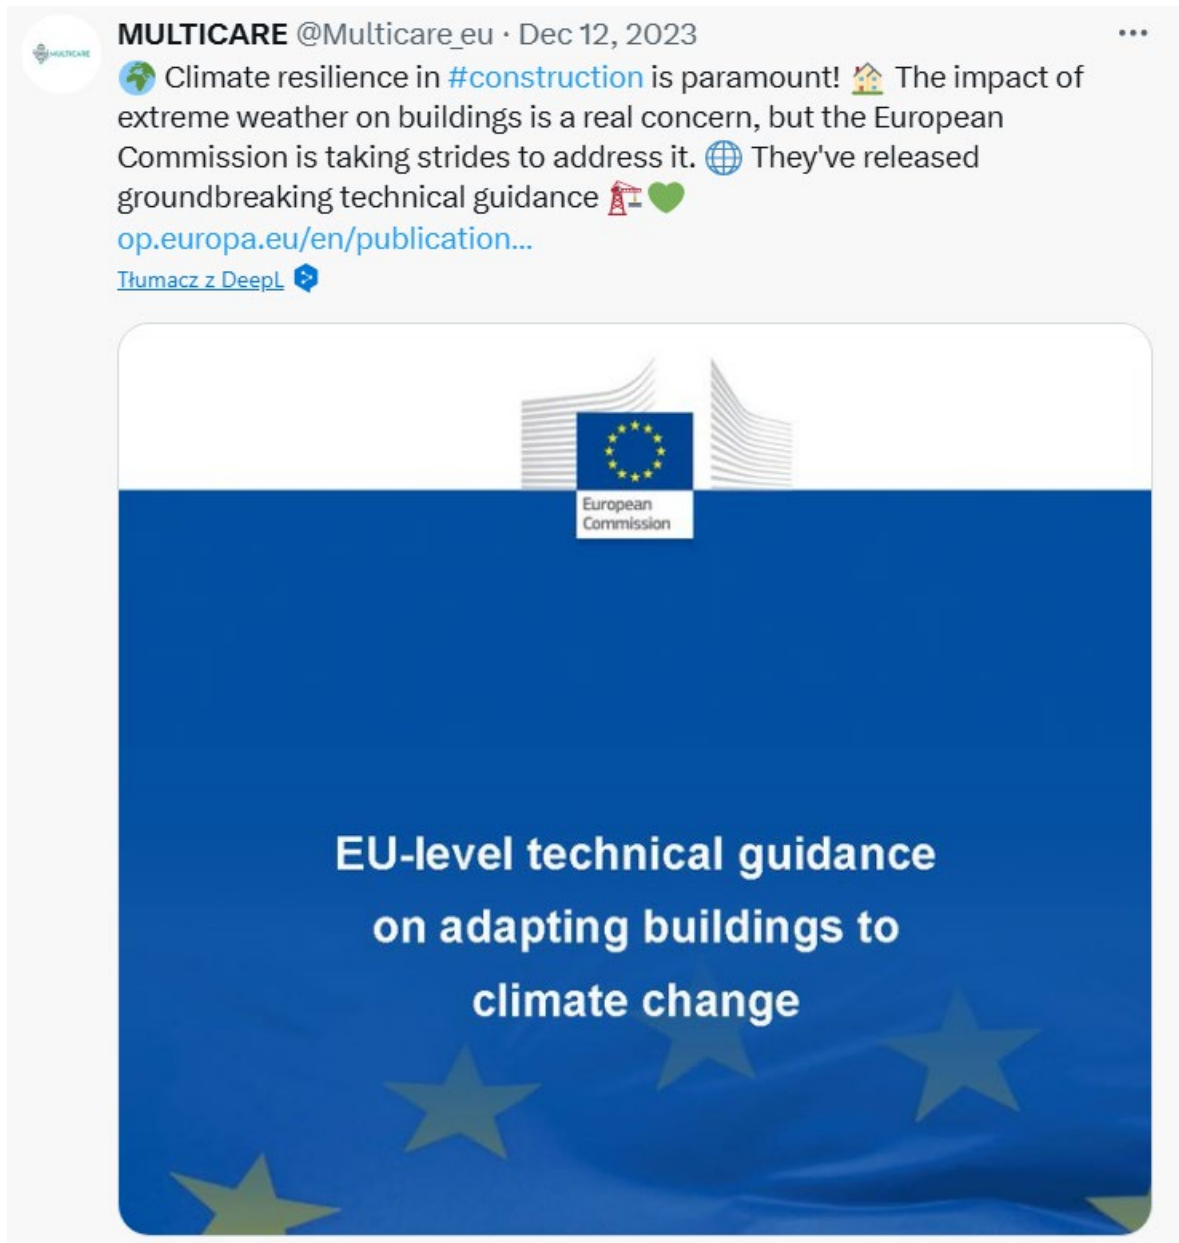 MULTICARE @Multicare_eu · Dec 12, 2023
MULTICARE
🌍 Climate resilience in #construction is paramount! 🏡 The impact of
extreme weather on buildings is a real concern, but the European
Commission is taking strides to address it. 🌐 They've released
groundbreaking technical guidance 🏗️💚
op.europa.eu/en/publication...
Tłumacz z DeepL
European
Commission
EU-level technical guidance
on adapting buildings to
climate change